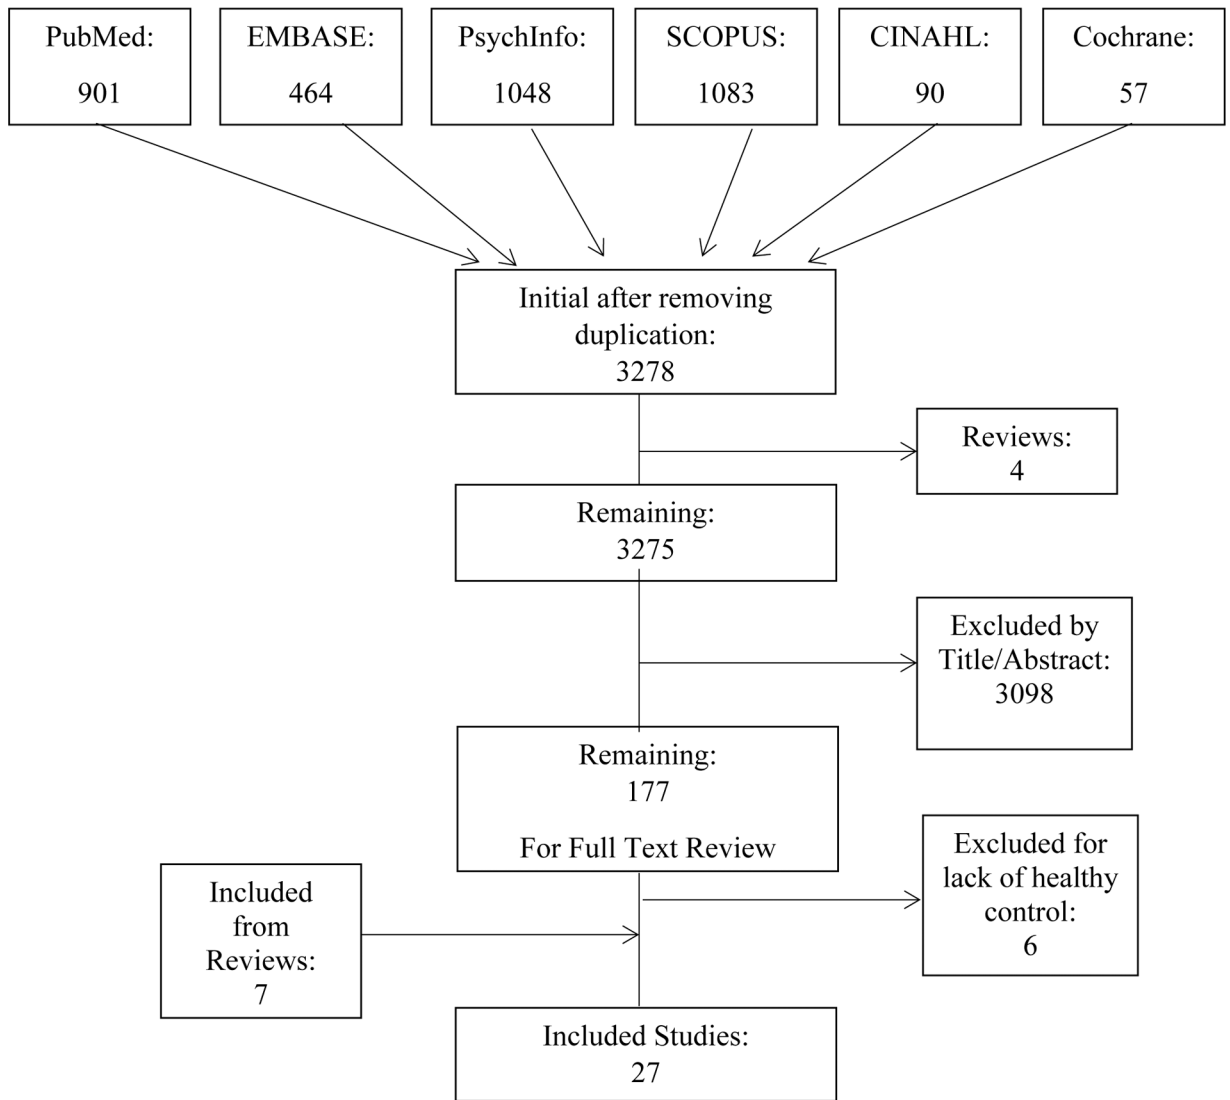 PubMed:
901
EMBASE:
464
PsychInfo:
1048
SCOPUS:
1083
CINAHL:
90
Cochrane:
57
Initial after removing
duplication:
3278
Reviews:
4
Remaining:
3275
Excluded by
Title/Abstract:
3098
Remaining:
177
For Full Text Review
Excluded for
lack of healthy
control:
6
Included
from
Reviews:
7
Included Studies:
27